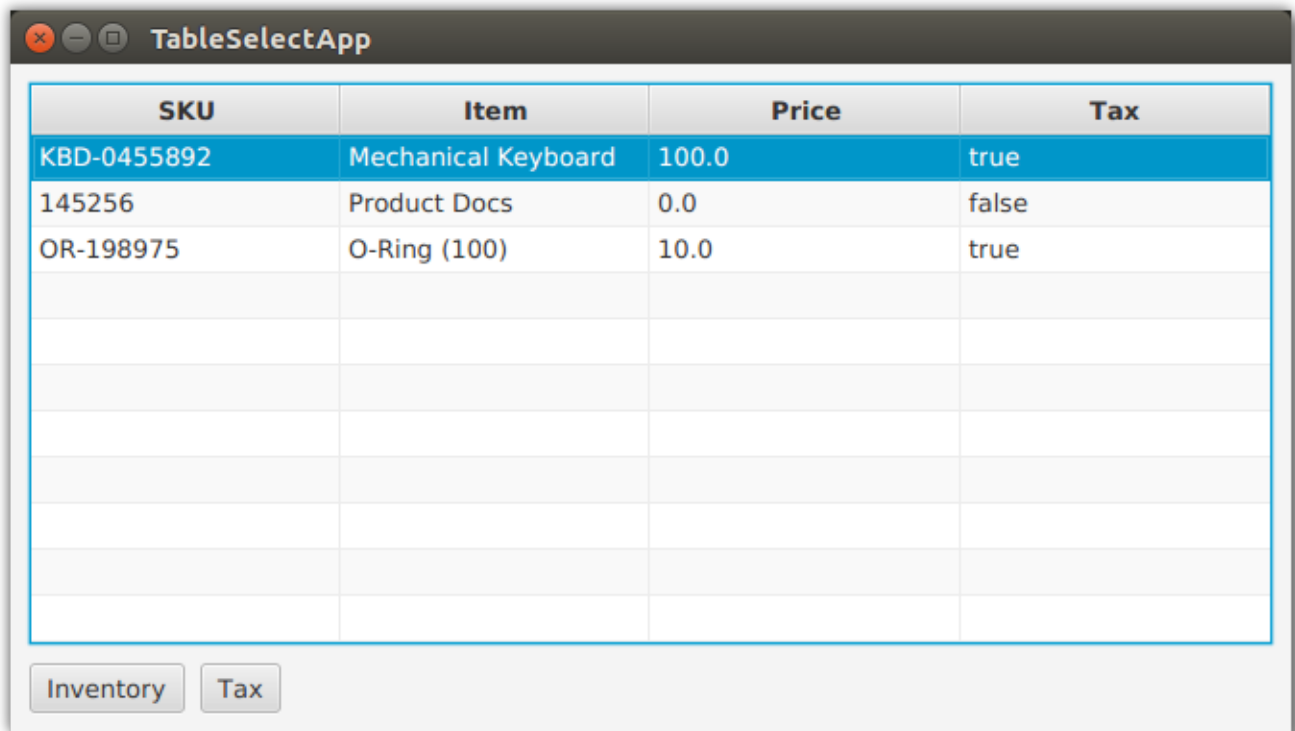 TableSelectApp
SKU Item Price Tax
KBD-0455892 Mechanical Keyboard 100.0 true
145256 Product Docs 0.0 false
OR-198975 O-Ring (100) 10.0 true
Inventory Tax